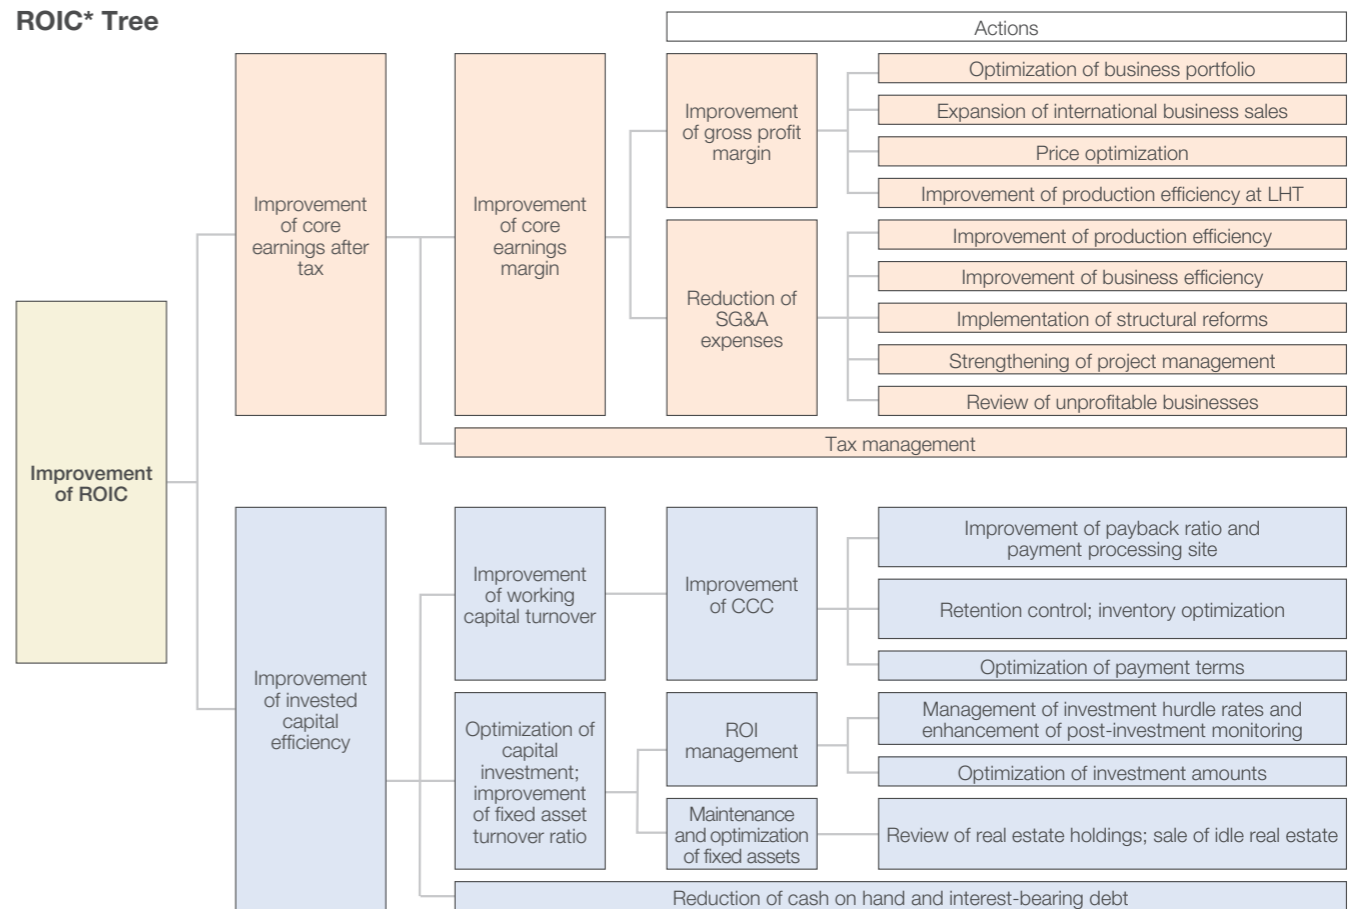 ROIC* Tree
Actions
Improvement
of ROIC
Improvement
of core
earnings after
tax
Improvement
of core
earnings
margin
Improvement
of gross profit
margin
Optimization of business portfolio
Expansion of international business sales
Price optimization
Improvement of production efficiency at LHT
Reduction of
SG&A
expenses
Improvement of production efficiency
Improvement of business efficiency
Implementation of structural reforms
Strengthening of project management
Review of unprofitable businesses
Tax management
Improvement
of invested
capital
efficiency
Improvement
of working
capital turnover
Improvement
of CCC
Improvement of payback ratio and
payment processing site
Retention control; inventory optimization
Optimization of payment terms
Optimization of
capital
investment;
improvement
of fixed asset
turnover ratio
ROI
management
Management of investment hurdle rates and
enhancement of post-investment monitoring
Optimization of investment amounts
Maintenance
and optimization
of fixed assets
Review of real estate holdings; sale of idle real estate
Reduction of cash on hand and interest-bearing debt